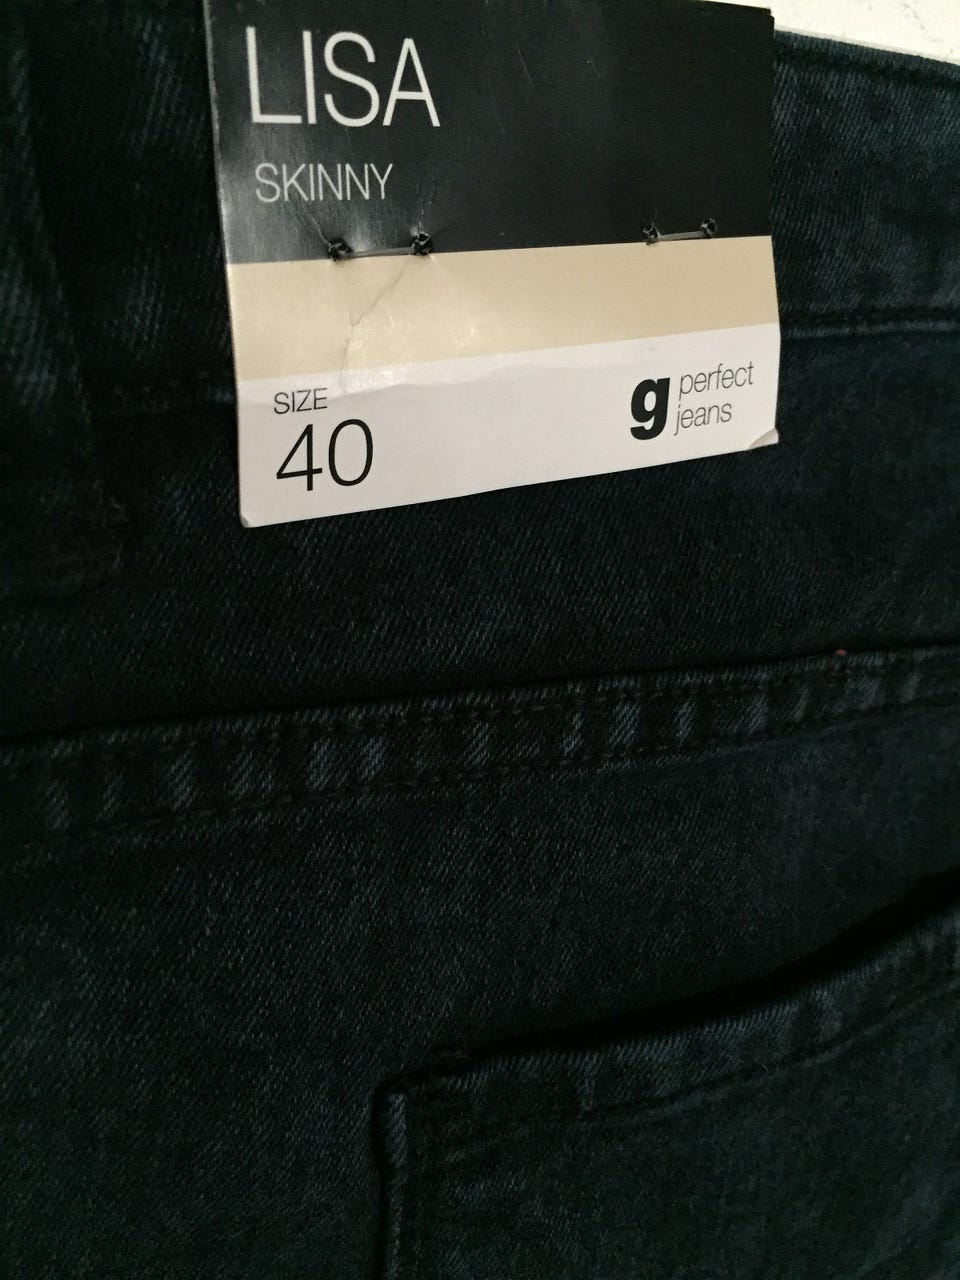 LISA
SKINNY
SIZE
40
g perfect
jeans